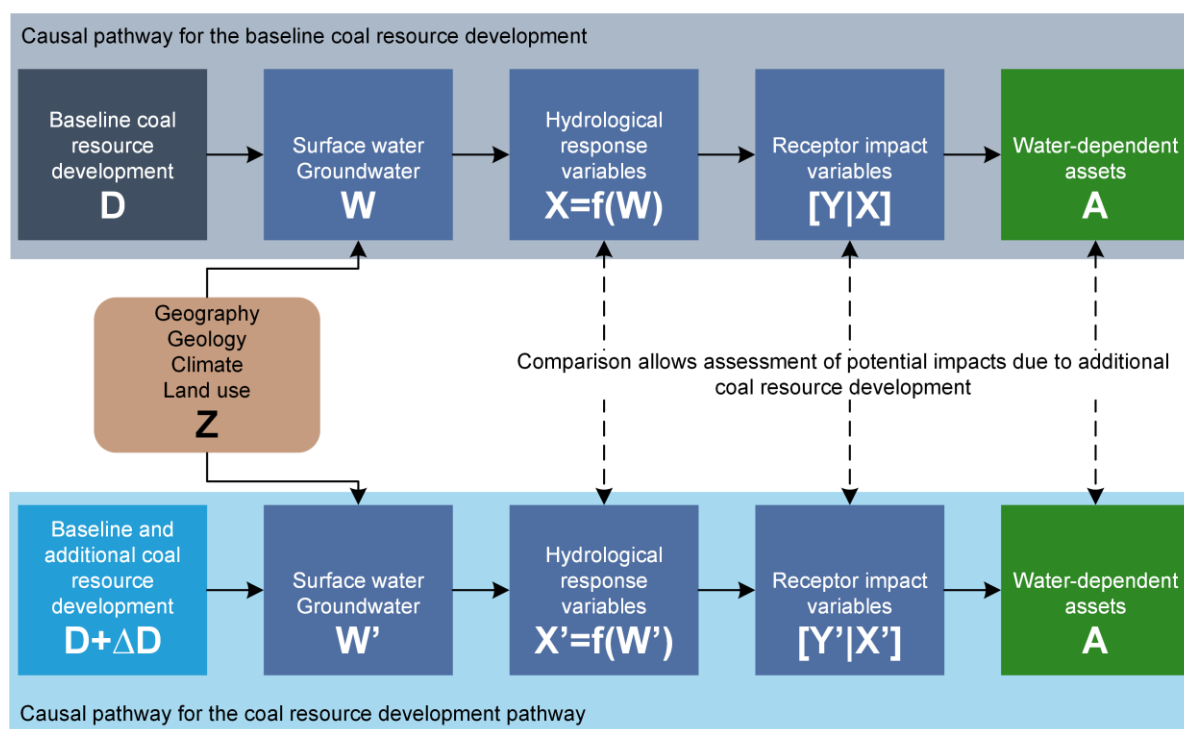 Causal pathway for the baseline coal resource development
Baseline coal
resource
development
D
Surface water
Groundwater
W
Hydrological
response
variables
X=f(W)
Receptor impact
variables
[Y|X]
Water-dependent
assets
A
Geography
Geology
Climate
Land use
Z
Comparison allows assessment of potential impacts due to additional
coal resource development
Baseline and
additional coal
resource
development
D+∆D
Surface water
Groundwater
W’
Hydrological
response
variables
X’=f(W’)
Receptor impact
variables
[Y’|X’]
Water-dependent
assets
A
Causal pathway for the coal resource development pathway